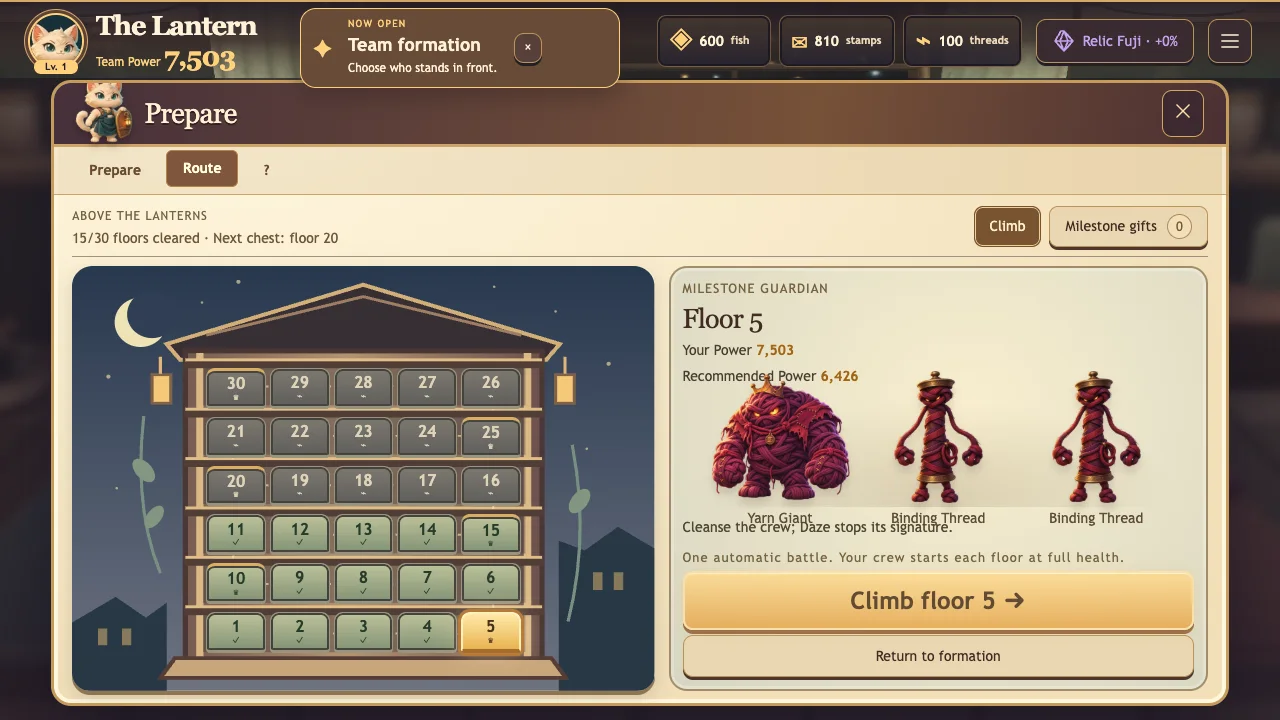 The Lantern
Lv. 1
Team Power 7,503
NOW OPEN
Team formation
Choose who stands in front.
×
600 fish
810 stamps
100 threads
Relic Fuji · +0%
Prepare
Prepare
Route
?
ABOVE THE LANTERNS
15/30 floors cleared · Next chest: floor 20
Climb
Milestone gifts 0
30 29 28 27 26
21 22 23 24 25
20 19 18 17 16
11 12 13 14 15
10 9 8 7 6
1 2 3 4 5
MILESTONE GUARDIAN
Floor 5
Your Power 7,503
Recommended Power 6,426
Yarn Giant
Binding Thread
Binding Thread
Cleanse the crew; Daze stops its signature.
One automatic battle. Your crew starts each floor at full health.
Climb floor 5 →
Return to formation